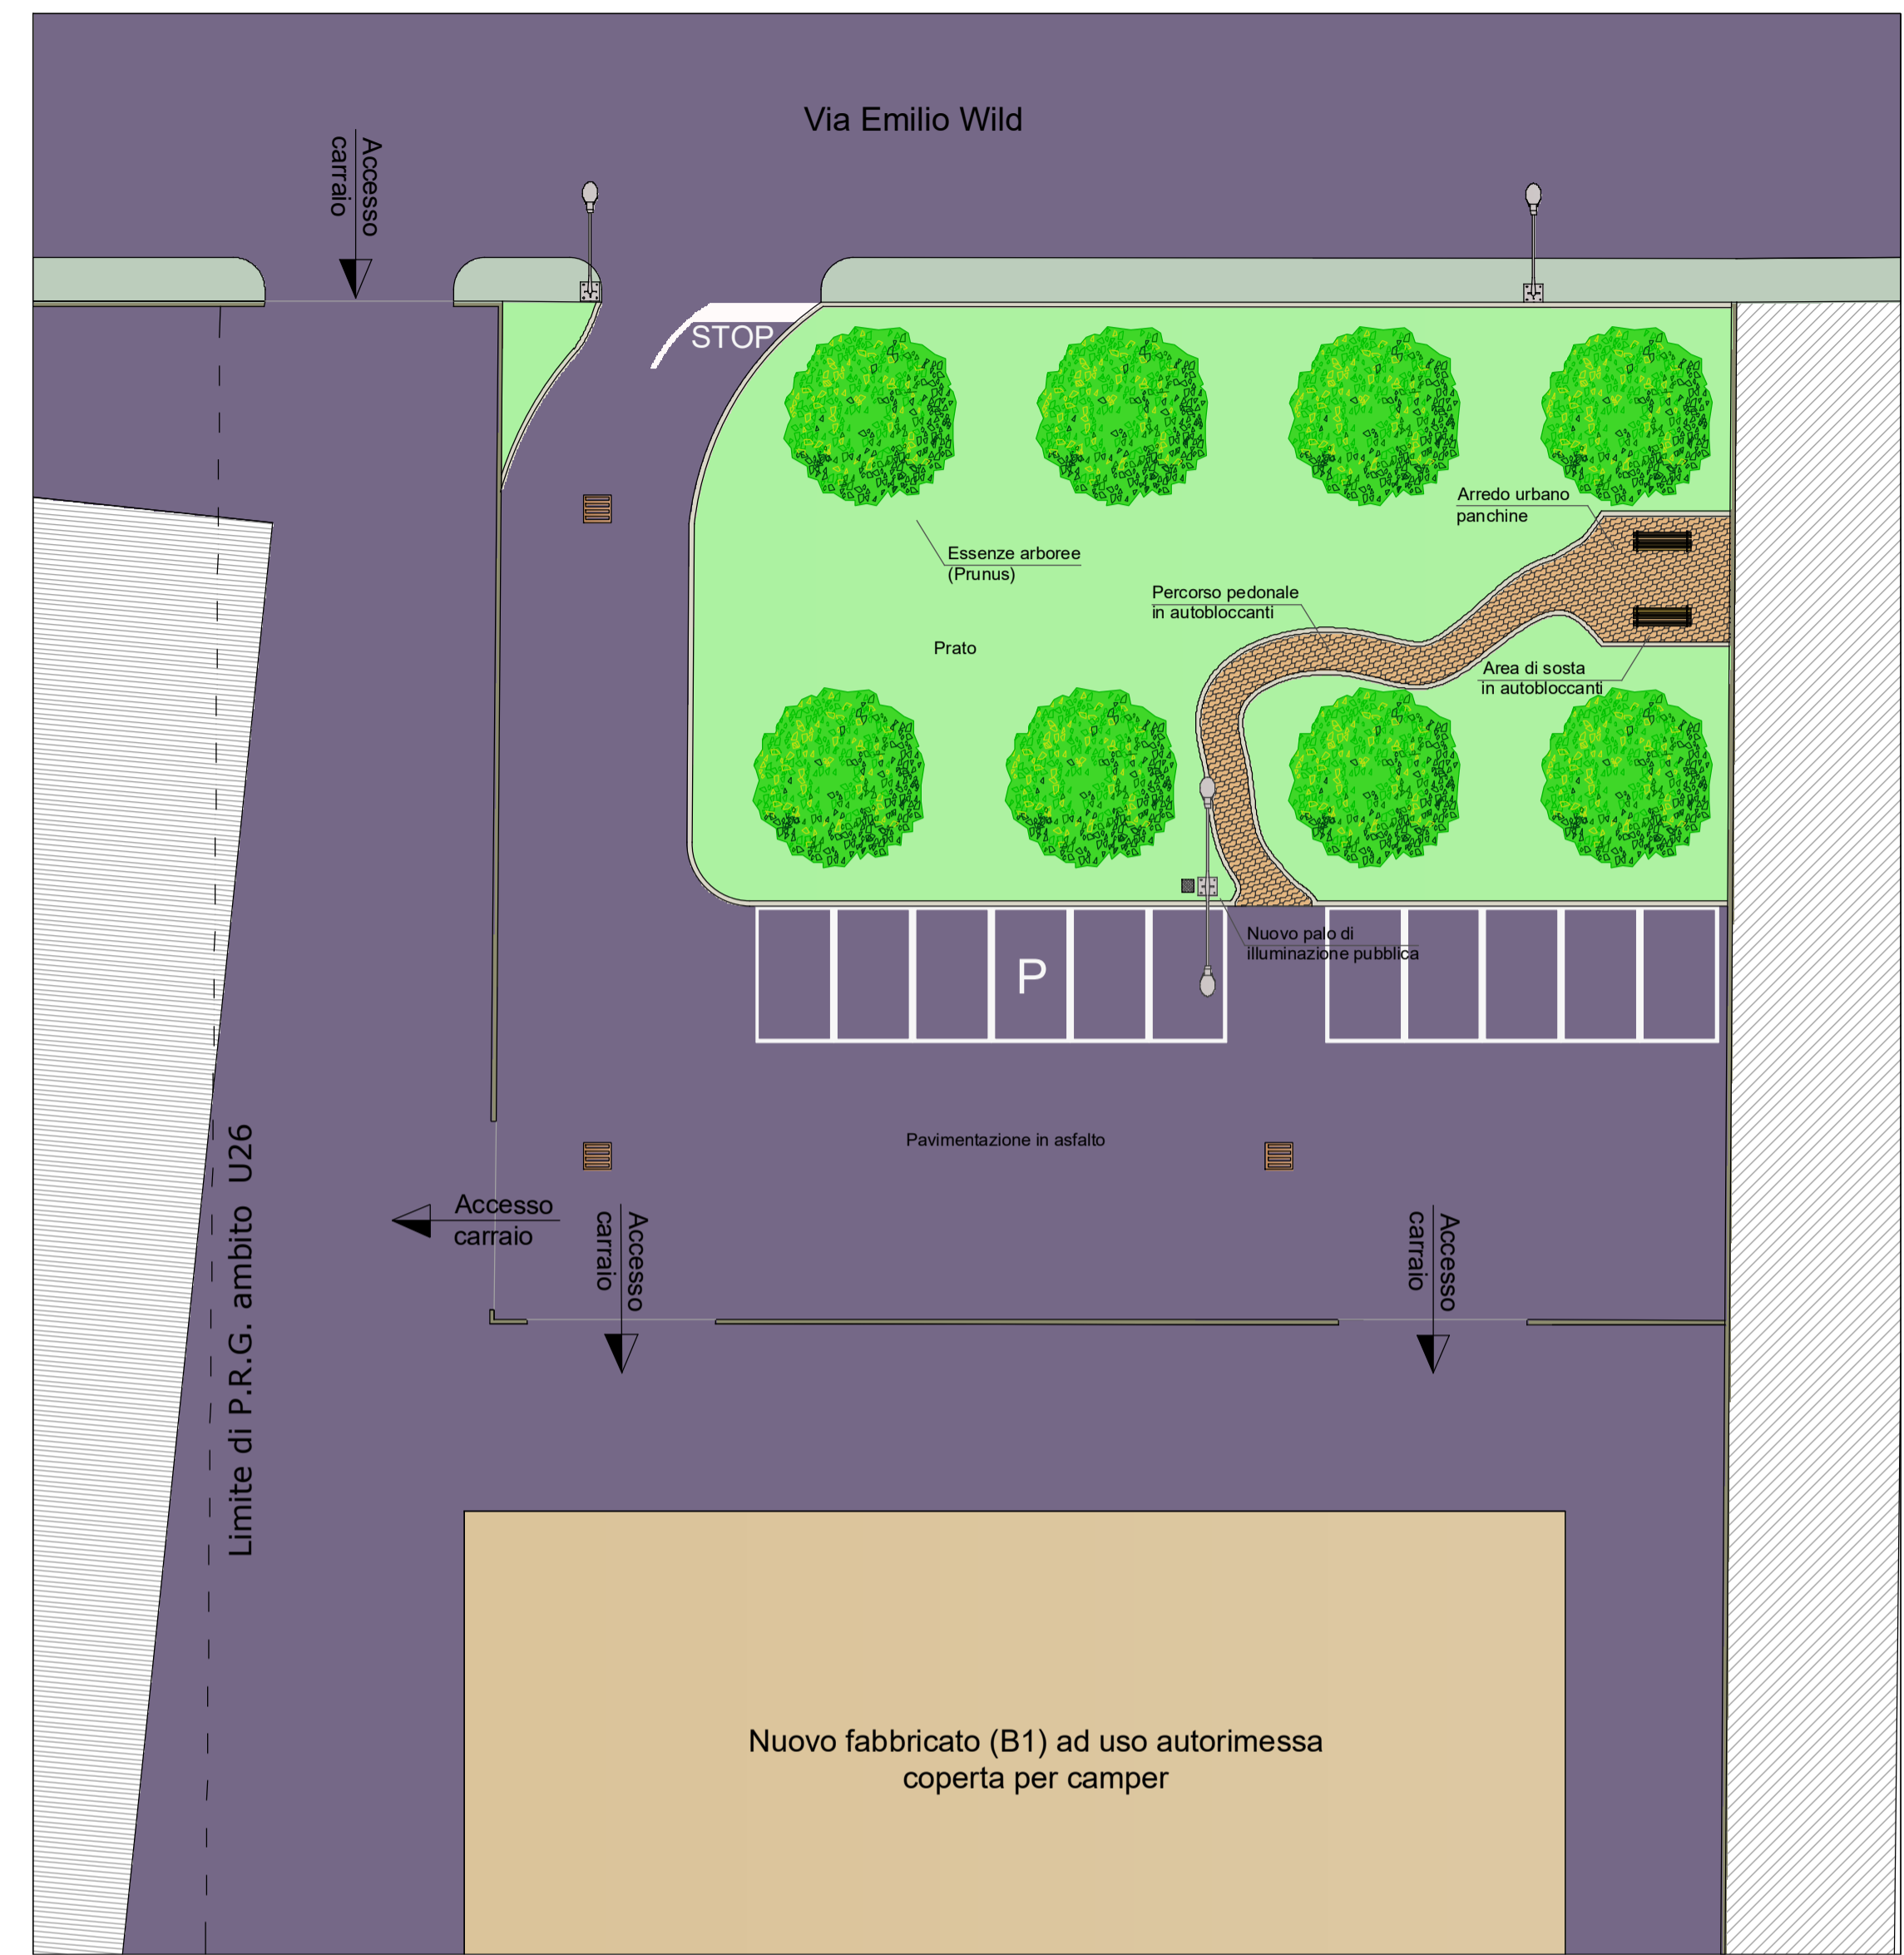 Via Emilio Wild
Accesso
carraio
STOP
Arredo urbano
panchine
Essenze arboree
(Prunus)
Percorso pedonale
in autobloccanti
Prato
Area di sosta
in autobloccanti
Nuovo palo di
illuminazione pubblica
P
Pavimentazione in asfalto
Limite di P.R.G. ambito U26
Accesso
carraio
Accesso
carraio
Accesso
carraio
Nuovo fabbricato (B1) ad uso autorimessa
coperta per camper